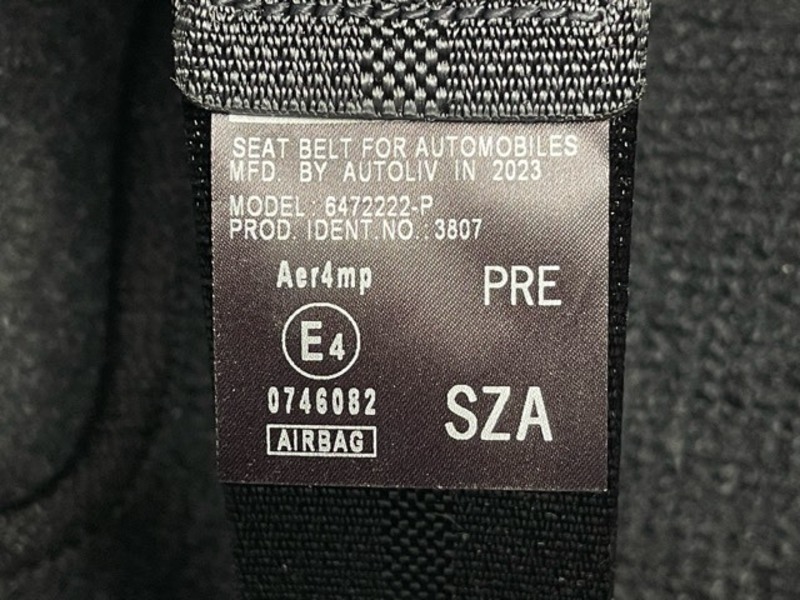 SEAT BELT FOR AUTOMOBILES
MFD. BY AUTOLIV IN 2023
MODEL: 6472222-P
PROD. IDENT.NO.: 3807
Aer4mp
PRE
E4
0746082
SZA
AIRBAG